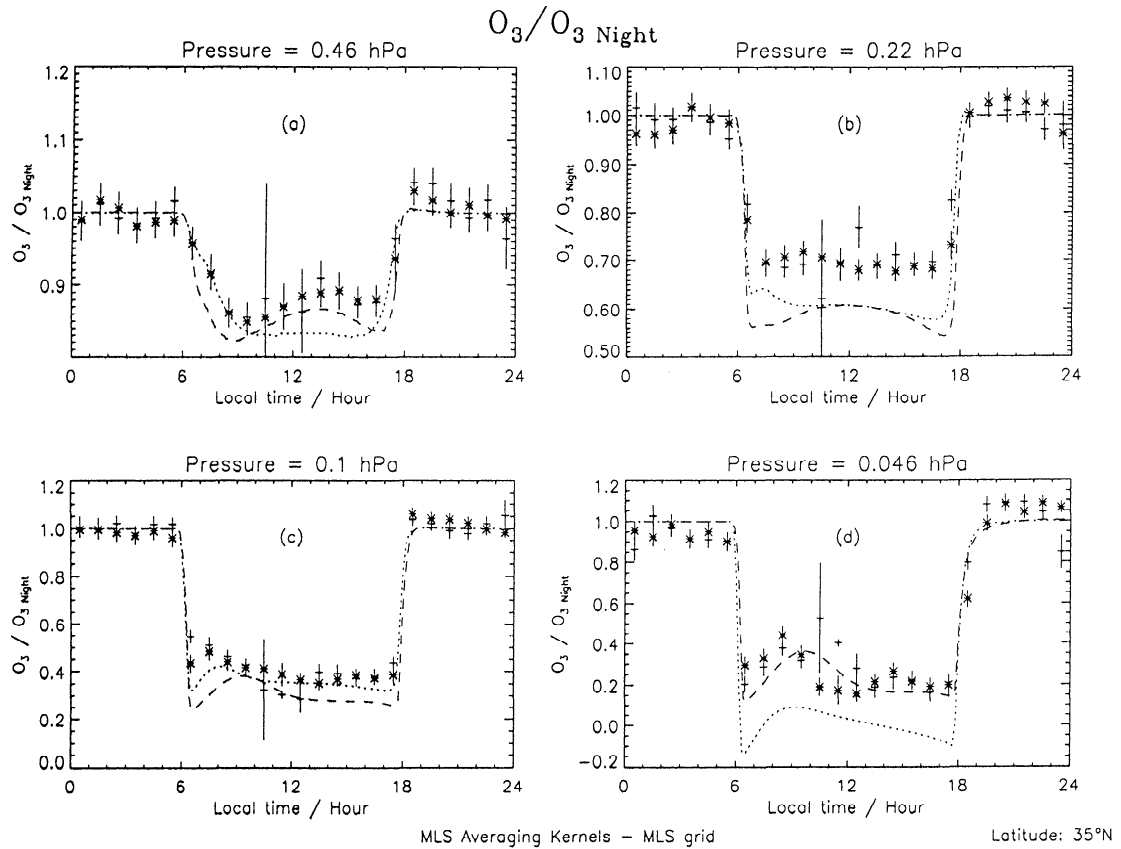 O3/O3 Night
Pressure = 0.46 hPa
1.2
1.1
1.0
0.9
O3 / O3 Night
(a)
0 6 12 18 24
Local time / Hour
Pressure = 0.22 hPa
1.10
1.00
0.90
0.80
0.70
0.60
0.50
O3 / O3 Night
(b)
0 6 12 18 24
Local time / Hour
Pressure = 0.1 hPa
1.2
1.0
0.8
0.6
0.4
0.2
0.0
O3 / O3 Night
(c)
0 6 12 18 24
Local time / Hour
Pressure = 0.046 hPa
1.2
1.0
0.8
0.6
0.4
0.2
0.0
-0.2
O3 / O3 Night
(d)
0 6 12 18 24
Local time / Hour
MLS Averaging Kernels - MLS grid
Latitude: 35°N